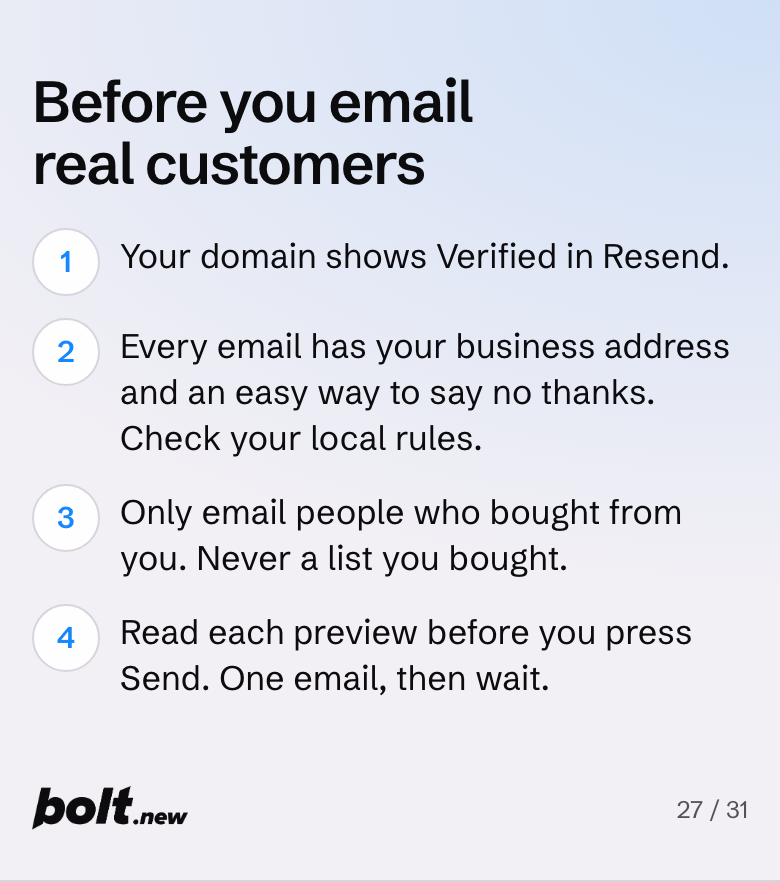 Before you email
real customers
1
Your domain shows Verified in Resend.
2
Every email has your business address
and an easy way to say no thanks.
Check your local rules.
3
Only email people who bought from
you. Never a list you bought.
4
Read each preview before you press
Send. One email, then wait.
bolt.new
27 / 31